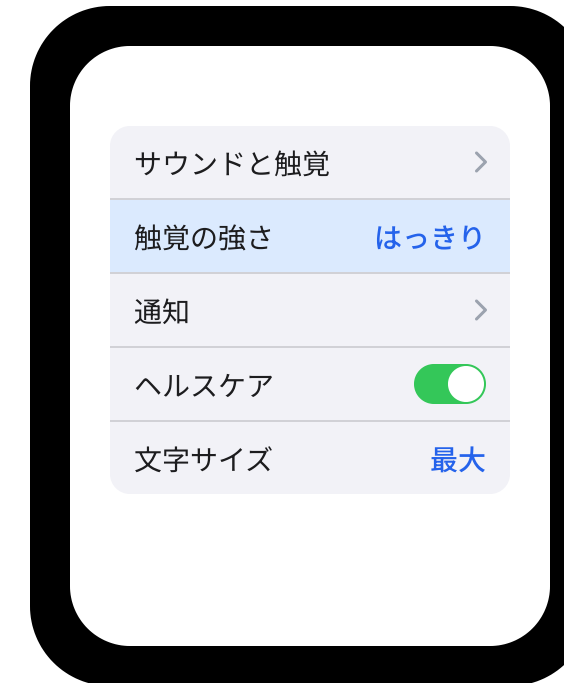 サウンドと触覚
触覚の強さ はっきり
通知
ヘルスケア
文字サイズ 最大